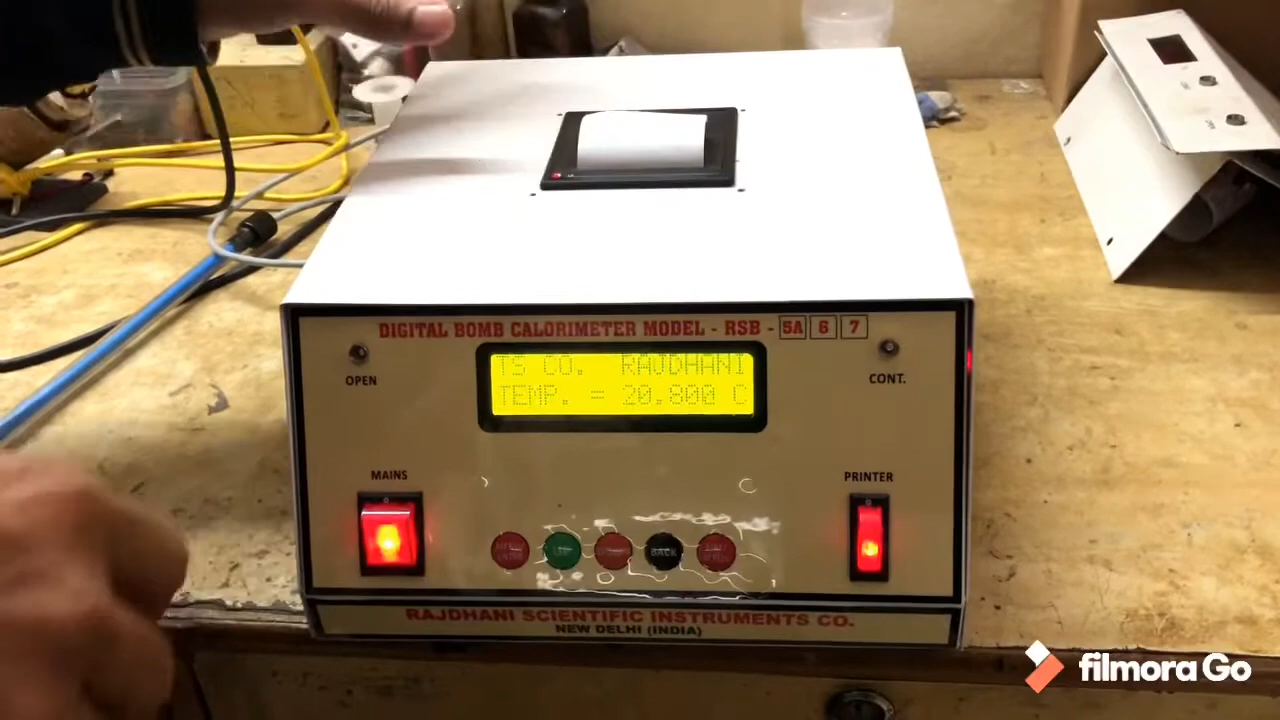 DIGITAL BOMB CALORIMETER MODEL - RSB - 5A 6 7
OPEN
CONT.
TS CO. RAJDHANI
TEMP. = 20.800 C
MAINS
PRINTER
BACK
RAJDHANI SCIENTIFIC INSTRUMENTS CO.
NEW DELHI (INDIA)
filmora Go